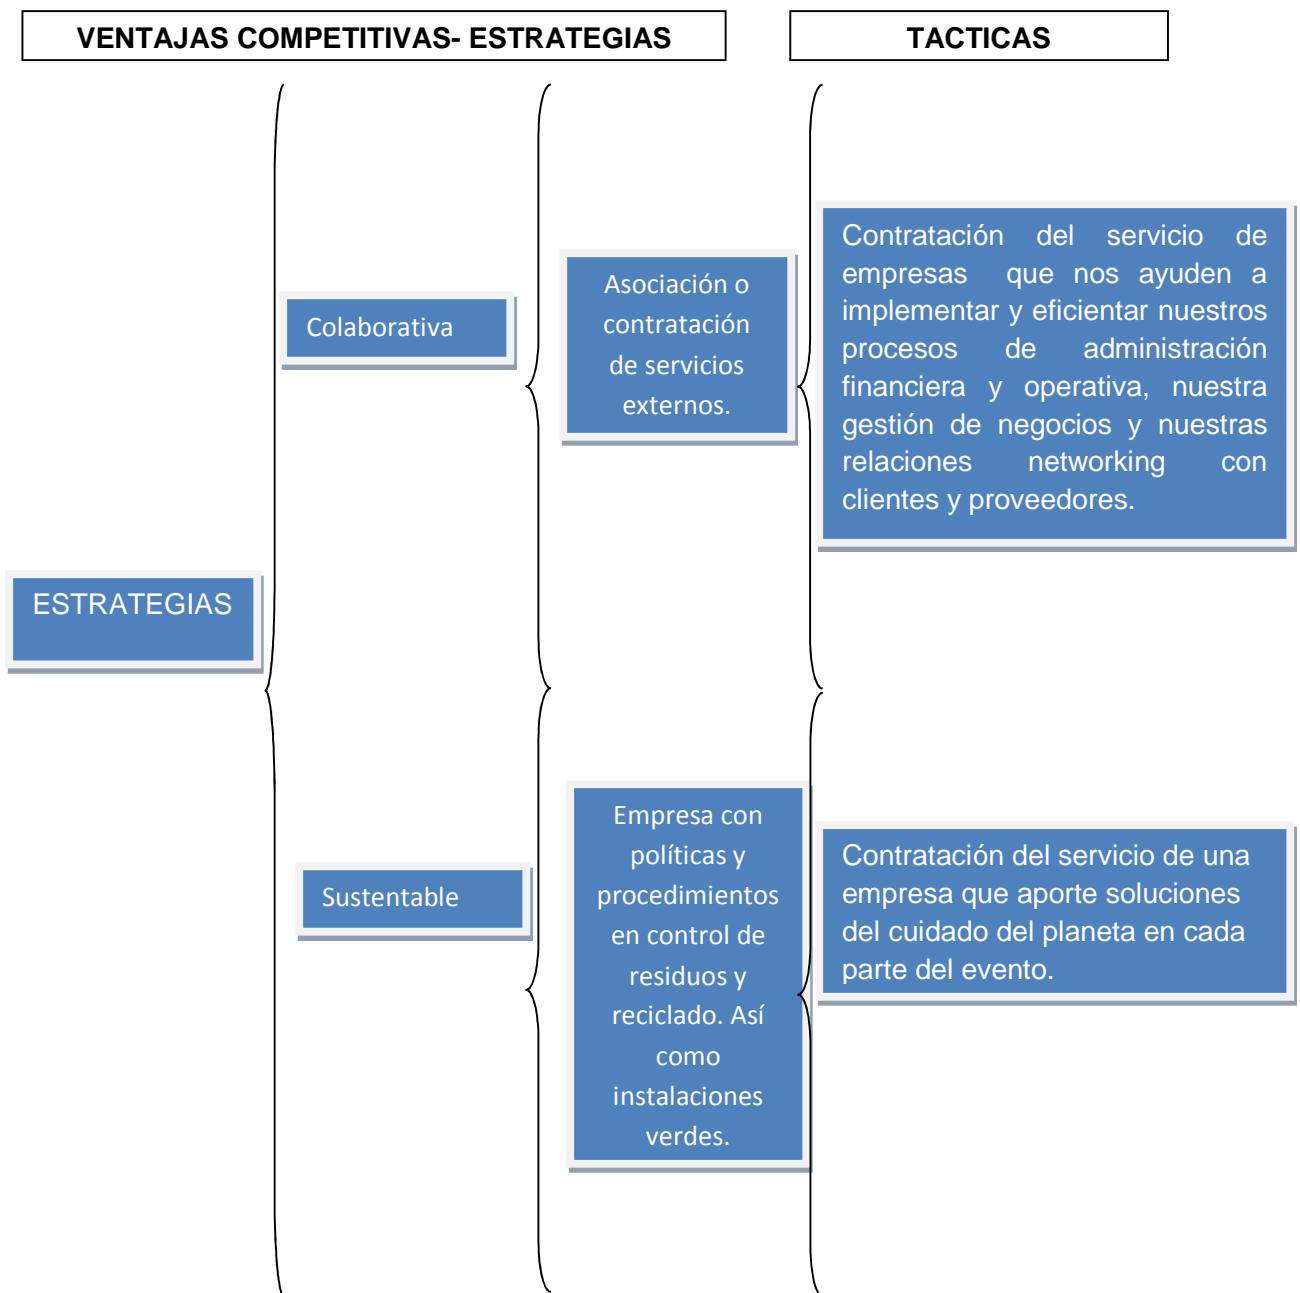 VENTAJAS COMPETITIVAS- ESTRATEGIAS
TACTICAS
ESTRATEGIAS
Colaborativa
Asociación o
contratación
de servicios
externos.
Contratación del servicio de
empresas que nos ayuden a
implementar y eficientar nuestros
procesos de administración
financiera y operativa, nuestra
gestión de negocios y nuestras
relaciones networking con
clientes y proveedores.
Sustentable
Empresa con
políticas y
procedimientos
en control de
residuos y
reciclado. Así
como
instalaciones
verdes.
Contratación del servicio de una
empresa que aporte soluciones
del cuidado del planeta en cada
parte del evento.